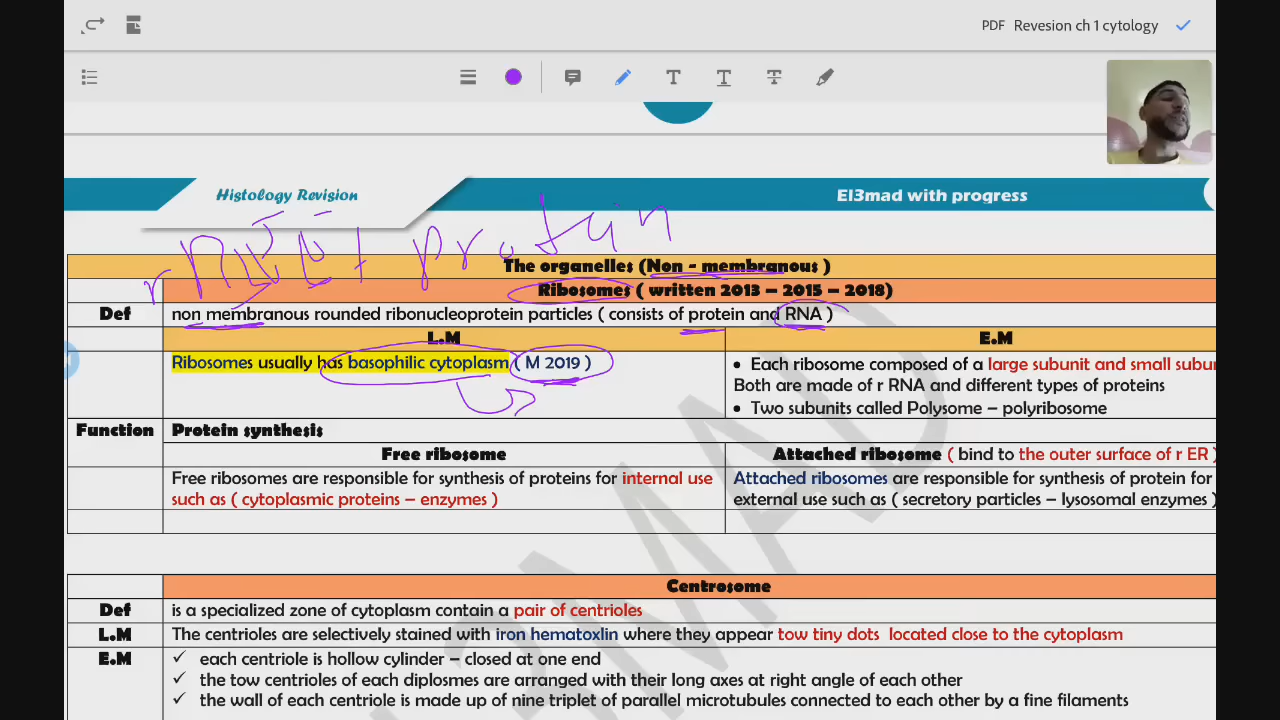 PDF Revesion ch 1 cytology
Histology Revision
El3mad with progress
protein
The organelles (Non - membranous )
Ribosomes ( written 2013 – 2015 – 2018)
Def
non membranous rounded ribonucleoprotein particles ( consists of protein and RNA )
L.M
E.M
Ribosomes usually has basophilic cytoplasm ( M 2019 )
• Each ribosome composed of a large subunit and small subun
Both are made of r RNA and different types of proteins
• Two subunits called Polysome – polyribosome
Function
Protein synthesis
Free ribosome
Attached ribosome ( bind to the outer surface of r ER )
Free ribosomes are responsible for synthesis of proteins for internal use
such as ( cytoplasmic proteins – enzymes )
Attached ribosomes are responsible for synthesis of protein for
external use such as ( secretory particles – lysosomal enzymes )
Centrosome
Def
is a specialized zone of cytoplasm contain a pair of centrioles
L.M
The centrioles are selectively stained with iron hematoxlin where they appear tow tiny dots located close to the cytoplasm
E.M
✓ each centriole is hollow cylinder – closed at one end
✓ the tow centrioles of each diplosmes are arranged with their long axes at right angle of each other
✓ the wall of each centriole is made up of nine triplet of parallel microtubules connected to each other by a fine filaments